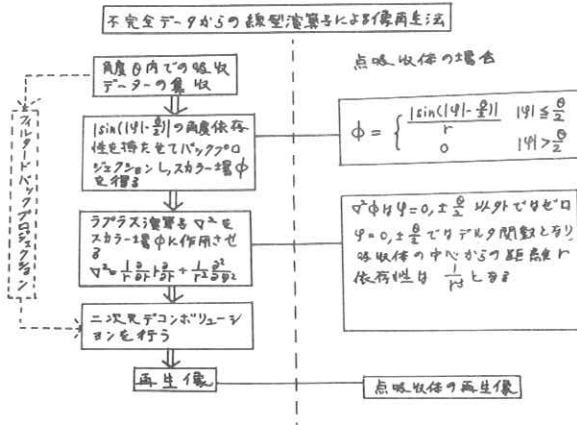 不完全データからの線型演算子による像再生法
角度θ内での吸収
データーの集収
|sin(|φ|-θ/2)|の角度依存
性を持たせてバックプロ
ジェクションし,スカラー場Φ
を得る
ラプラス演算子∇²を
スカラー場Φに作用させ
る
∇²=1/r ∂/∂r r ∂/∂r + 1/r² ∂²/∂θ²
二次元デコンボリューシ
ョンを行う
再生像
フィルタードバックプロジェクション
点吸収体の場合
Φ = { |sin(|φ|-θ/2)|/r |φ|≦θ/2
0 |φ|>θ/2
∇²Φはφ=0,±θ/2 以外ではゼロ
φ=0,±θ/2 ではデルタ関数となり
吸収体の中心からの距離r
依存性は 1/r³ となる
点吸収体の再生像